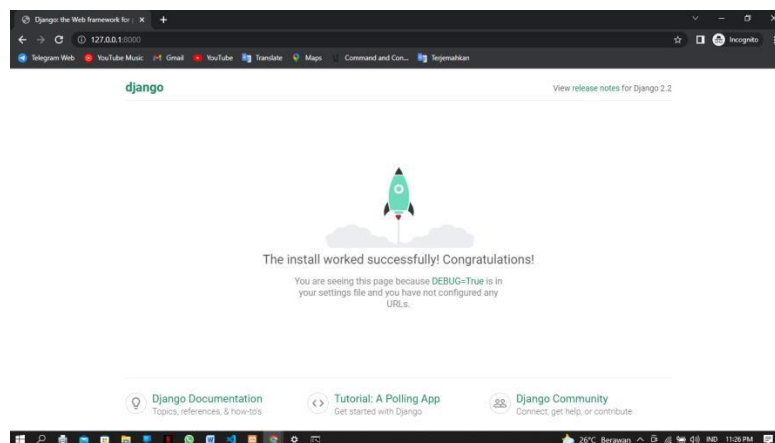 Django: the Web framework for
127.0.0.1:8000
Incognito
Telegram Web YouTube Music Gmail YouTube Translate Maps Command and Con... Terjemahkan
django
View release notes for Django 2.2
The install worked successfully! Congratulations!
You are seeing this page because DEBUG=True is in
your settings file and you have not configured any
URLs.
Django Documentation
Topics, references, & how-to's
Tutorial: A Polling App
Get started with Django
Django Community
Connect, get help, or contribute
26°C Berawan IND 11:26 PM